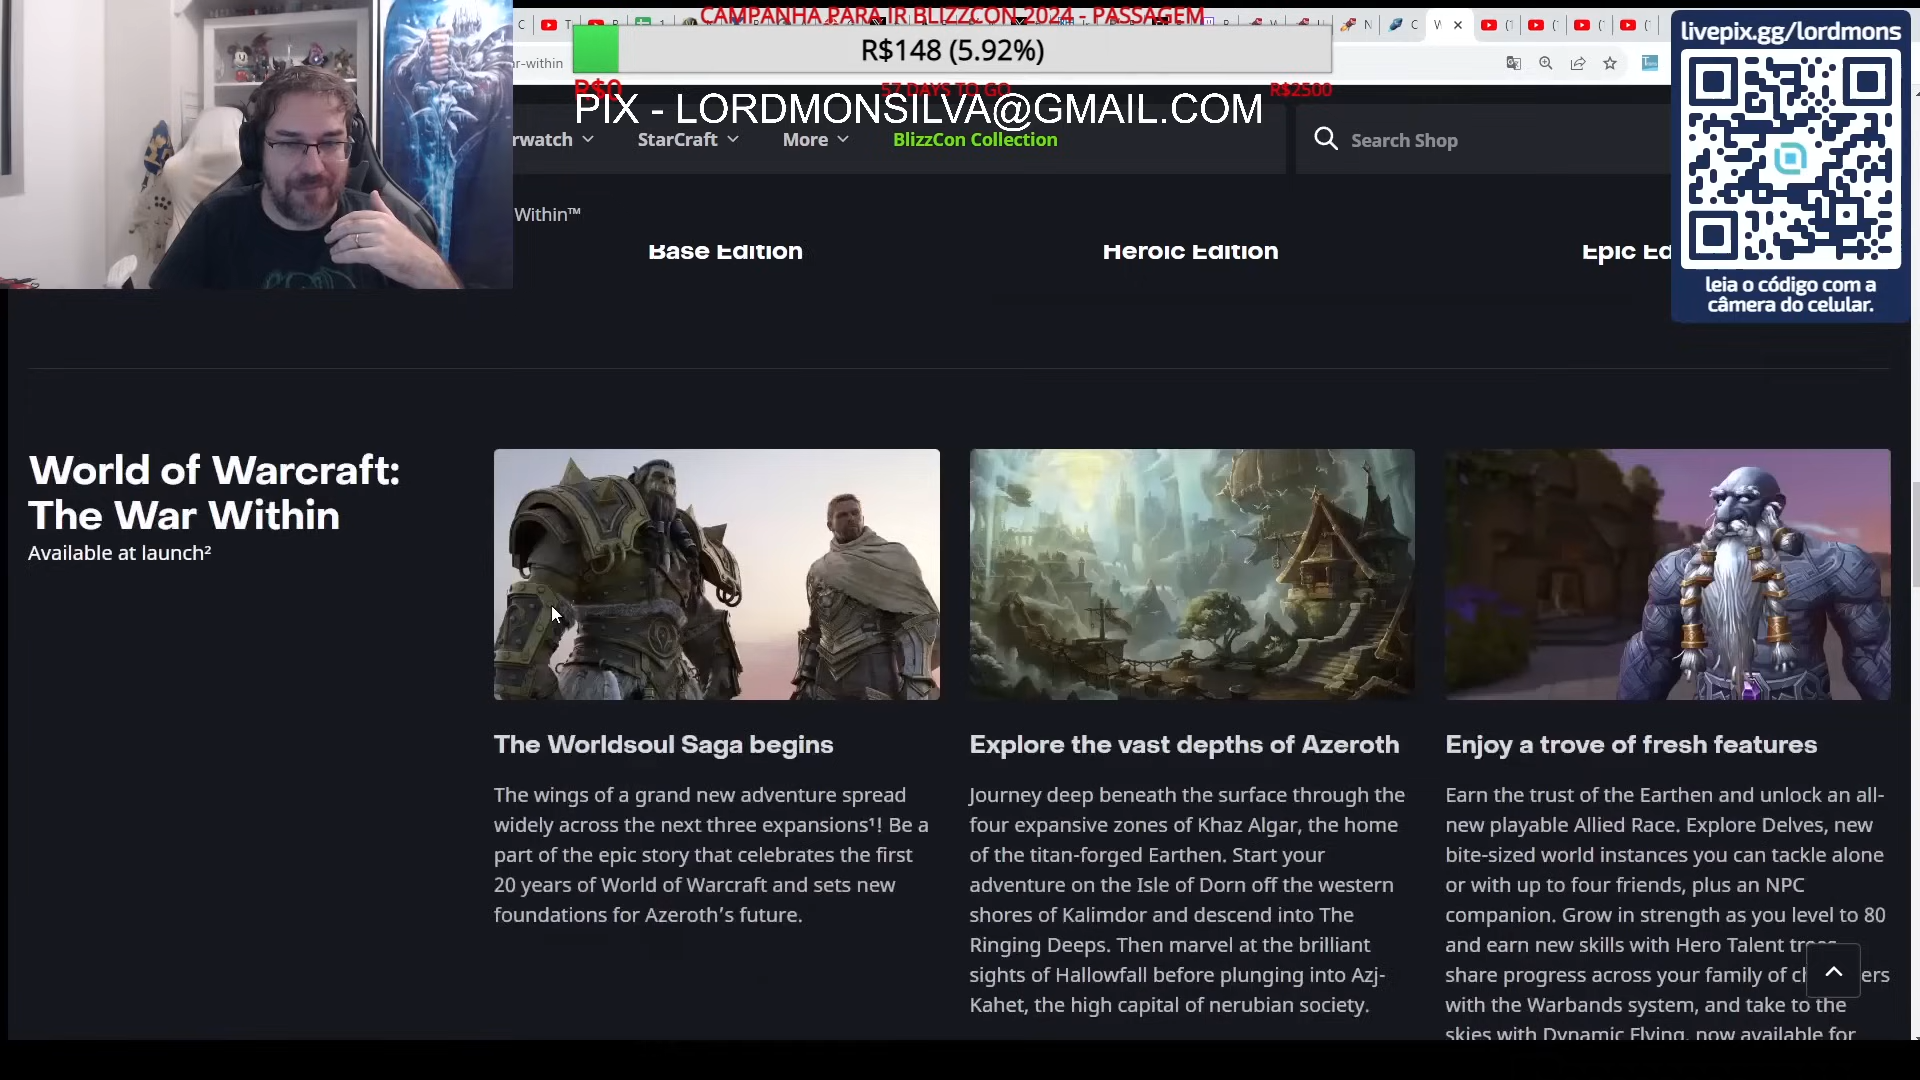 CAMPANHA PARA IR BLIZZCON 2024 - PASSAGEM
R$148 (5.92%)
R$0
57 DAYS TO GO
R$2500
PIX - LORDMONSILVA@GMAIL.COM
livepix.gg/lordmons
leia o código com a
câmera do celular.
r-within
rwatch
StarCraft
More
BlizzCon Collection
Search Shop
Within™
Base Edition
Heroic Edition
Epic Ed
World of Warcraft:
The War Within
Available at launch²
The Worldsoul Saga begins
The wings of a grand new adventure spread
widely across the next three expansions¹! Be a
part of the epic story that celebrates the first
20 years of World of Warcraft and sets new
foundations for Azeroth's future.
Explore the vast depths of Azeroth
Journey deep beneath the surface through the
four expansive zones of Khaz Algar, the home
of the titan-forged Earthen. Start your
adventure on the Isle of Dorn off the western
shores of Kalimdor and descend into The
Ringing Deeps. Then marvel at the brilliant
sights of Hallowfall before plunging into Azj-
Kahet, the high capital of nerubian society.
Enjoy a trove of fresh features
Earn the trust of the Earthen and unlock an all-
new playable Allied Race. Explore Delves, new
bite-sized world instances you can tackle alone
or with up to four friends, plus an NPC
companion. Grow in strength as you level to 80
and earn new skills with Hero Talent trees,
share progress across your family of ch ers
with the Warbands system, and take to the
skies with Dynamic Flying, now available for